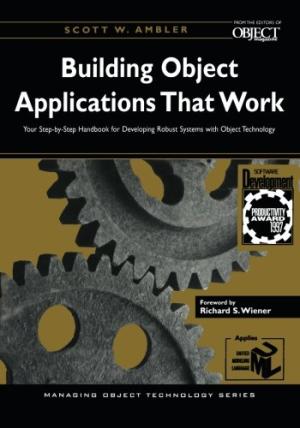 SCOTT W. AMBLER
FROM THE EDITORS OF
OBJECT
magazine
Building Object
Applications That Work
Your Step-by-Step Handbook for Developing Robust Systems with Object Technology
SOFTWARE
Development
PRODUCTIVITY
AWARD
1997
Foreword by
Richard S. Wiener
Applies
UNIFIED
MODELING
LANGUAGE
UML
MANAGING OBJECT TECHNOLOGY SERIES